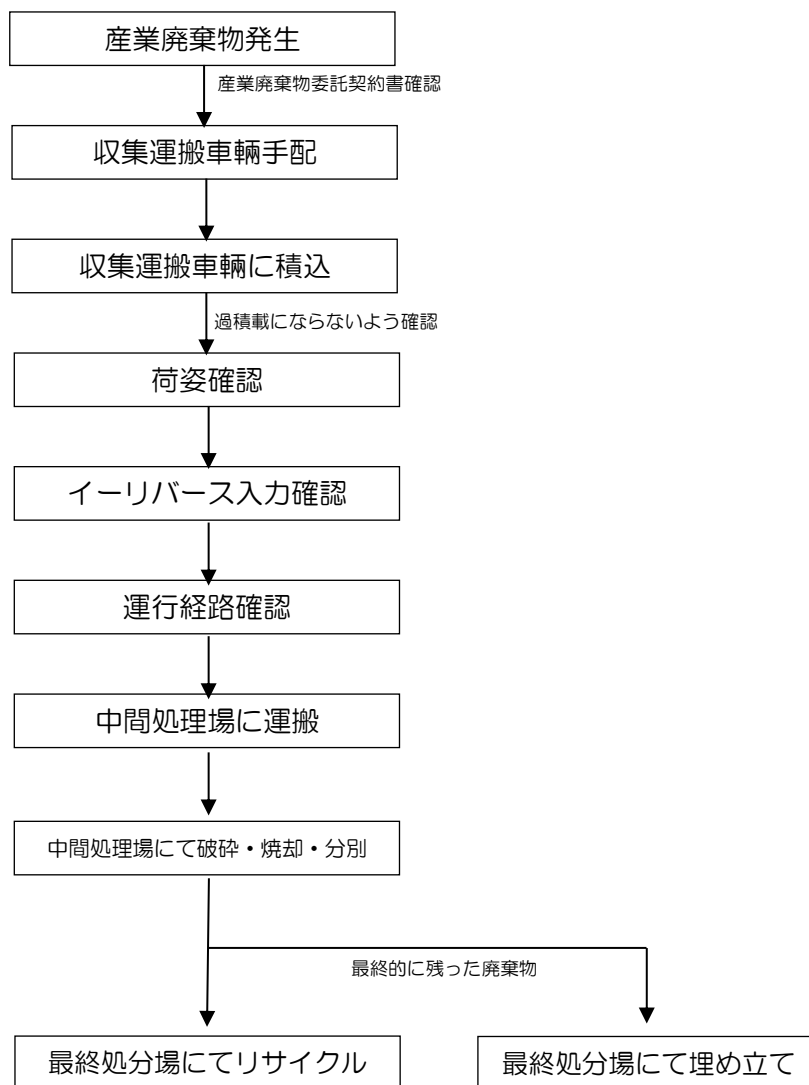 産業廃棄物発生
産業廃棄物委託契約書確認
収集運搬車輛手配
収集運搬車輛に積込
過積載にならないよう確認
荷姿確認
イーリバース入力確認
運行経路確認
中間処理場に運搬
中間処理場にて破砕・焼却・分別
最終的に残った廃棄物
最終処分場にてリサイクル
最終処分場にて埋め立て